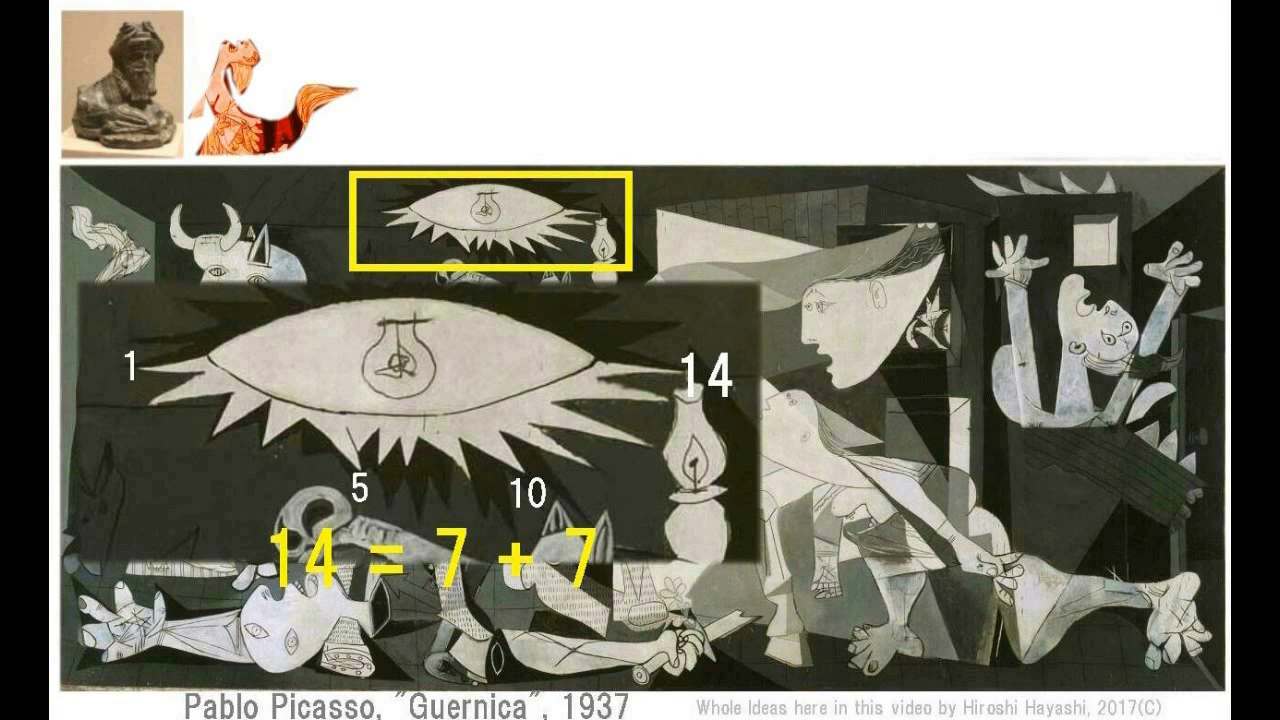 1
14
5
10
14 = 7 + 7
Pablo Picasso, "Guernica", 1937
Whole Ideas here in this video by Hiroshi Hayashi, 2017(C)